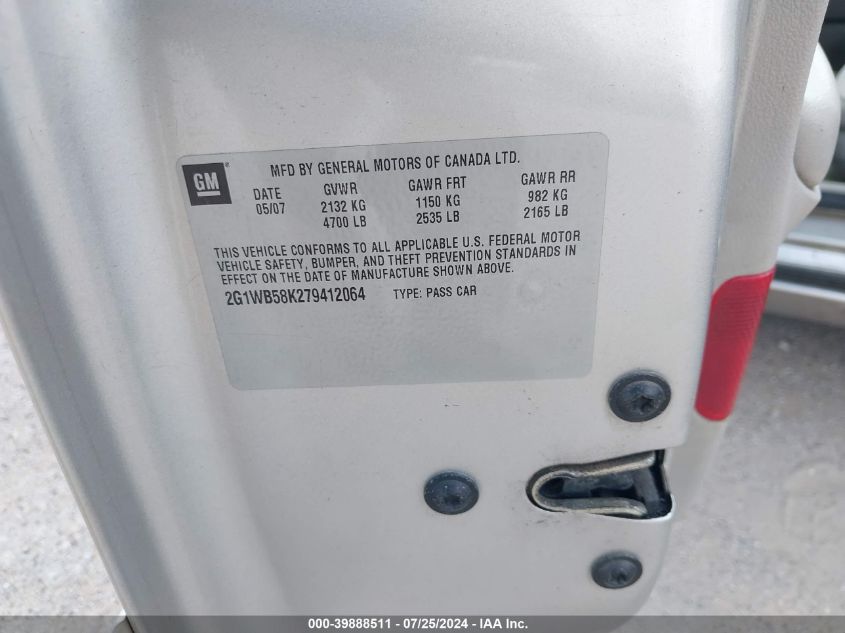 GM
MFD BY GENERAL MOTORS OF CANADA LTD.
DATE GVWR GAWR FRT GAWR RR
05/07 2132 KG 1150 KG 982 KG
4700 LB 2535 LB 2165 LB
THIS VEHICLE CONFORMS TO ALL APPLICABLE U.S. FEDERAL MOTOR
VEHICLE SAFETY, BUMPER, AND THEFT PREVENTION STANDARDS IN
EFFECT ON THE DATE OF MANUFACTURE SHOWN ABOVE.
2G1WB58K279412064 TYPE: PASS CAR
000-39888511 - 07/25/2024 - IAA Inc.